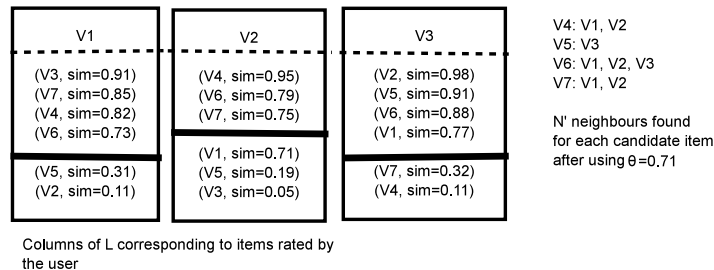 V1
(V3, sim=0.91)
(V7, sim=0.85)
(V4, sim=0.82)
(V6, sim=0.73)
(V5, sim=0.31)
(V2, sim=0.11)
V2
(V4, sim=0.95)
(V6, sim=0.79)
(V7, sim=0.75)
(V1, sim=0.71)
(V5, sim=0.19)
(V3, sim=0.05)
V3
(V2, sim=0.98)
(V5, sim=0.91)
(V6, sim=0.88)
(V1, sim=0.77)
(V7, sim=0.32)
(V4, sim=0.11)
V4: V1, V2
V5: V3
V6: V1, V2, V3
V7: V1, V2
N' neighbours found
for each candidate item
after using θ=0.71
Columns of L corresponding to items rated by
the user